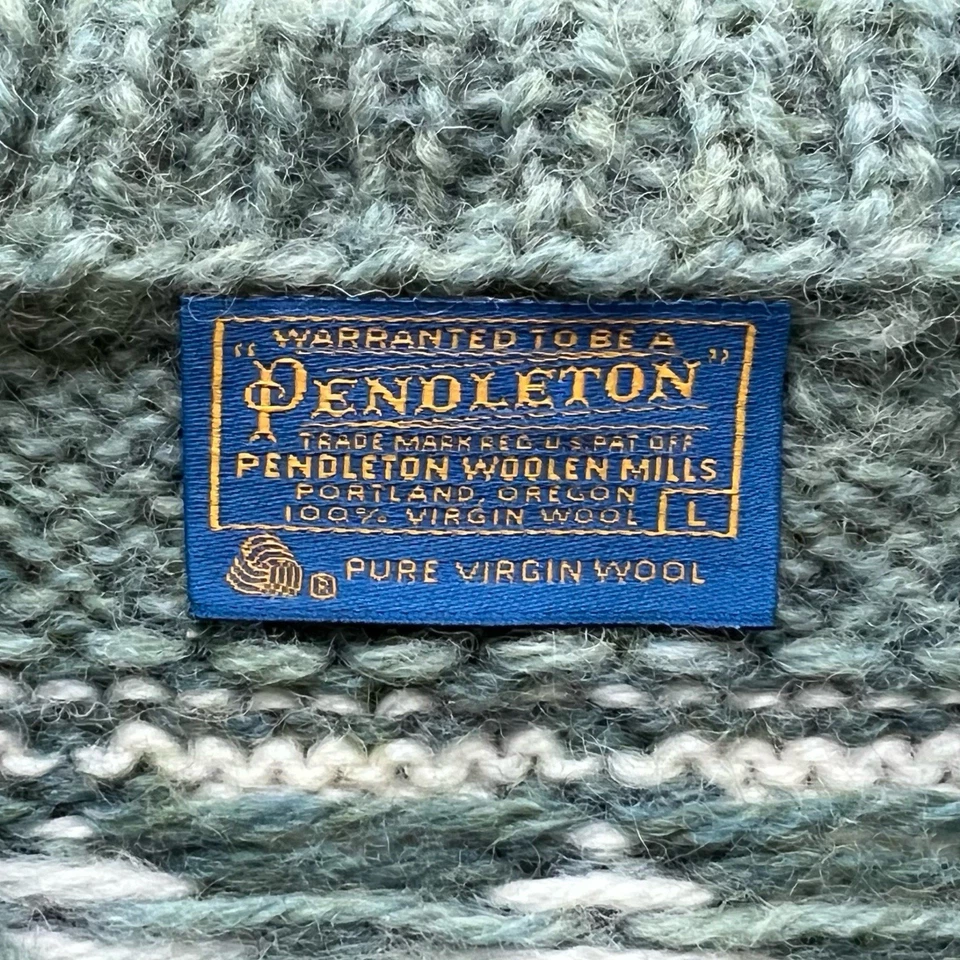 WARRANTED TO BE A
"PENDLETON"
TRADE MARK REG U.S. PAT OFF
PENDLETON WOOLEN MILLS
PORTLAND, OREGON
100% VIRGIN WOOL L
® PURE VIRGIN WOOL